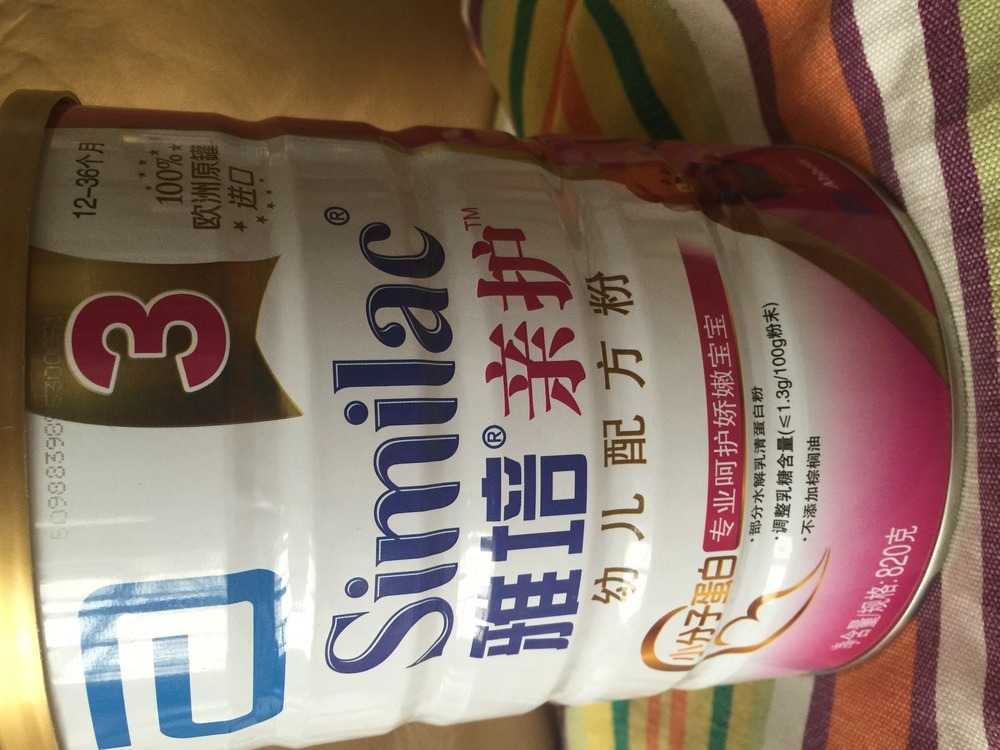 12-36个月
100%
欧洲原罐
进口
3
Similac®
雅培®亲护™
幼儿配方粉
小分子蛋白
专业呵护娇嫩宝宝
·部分水解乳清蛋白粉
·调整乳糖含量(≤1.3g/100g粉末)
·不添加棕榈油
净含量/规格:820克
Abbott